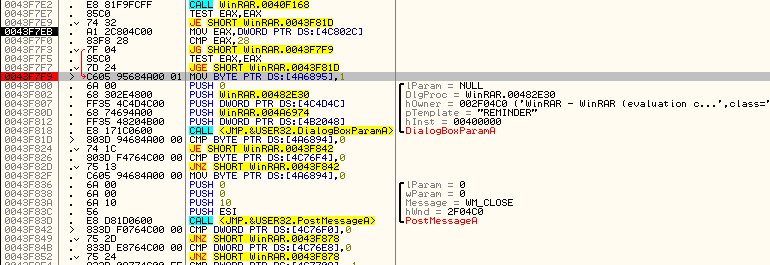 0043F7E2 . E8 81F9FCFF CALL WinRAR.0040F168
0043F7E7 . 85C0 TEST EAX,EAX
0043F7E9 . 74 32 JE SHORT WinRAR.0043F81D
0043F7EB . A1 2C804C00 MOV EAX,DWORD PTR DS:[4C802C]
0043F7F0 . 83F8 28 CMP EAX,28
0043F7F3 . 7F 04 JG SHORT WinRAR.0043F7F9
0043F7F5 . 85C0 TEST EAX,EAX
0043F7F7 . 7D 24 JGE SHORT WinRAR.0043F81D
0043F7F9 > C605 95684A00 01 MOV BYTE PTR DS:[4A6895],1
0043F800 . 6A 00 PUSH 0 lParam = NULL
0043F802 . 68 302E4800 PUSH WinRAR.00482E30 DlgProc = WinRAR.00482E30
0043F807 . FF35 4C4D4C00 PUSH DWORD PTR DS:[4C4D4C] hOwner = 002F04C0 ('WinRAR - WinRAR (evaluation c...',class='
0043F80D . 68 74694A00 PUSH WinRAR.004A6974 pTemplate = "REMINDER"
0043F812 . FF35 48204B00 PUSH DWORD PTR DS:[4B2048] hInst = 00400000
0043F818 . E8 171C0600 CALL <JMP.&USER32.DialogBoxParamA> DialogBoxParamA
0043F81D > 803D 94684A00 00 CMP BYTE PTR DS:[4A6894],0
0043F824 . 74 1C JE SHORT WinRAR.0043F842
0043F826 . 803D F4764C00 00 CMP BYTE PTR DS:[4C76F4],0
0043F82D . 75 13 JNZ SHORT WinRAR.0043F842
0043F82F . C605 94684A00 00 MOV BYTE PTR DS:[4A6894],0
0043F836 . 6A 00 PUSH 0 lParam = 0
0043F838 . 6A 00 PUSH 0 wParam = 0
0043F83A . 6A 10 PUSH 10 Message = WM_CLOSE
0043F83C . 56 PUSH ESI hWnd = 2F04C0
0043F83D . E8 D81D0600 CALL <JMP.&USER32.PostMessageA> PostMessageA
0043F842 > 833D F0764C00 00 CMP DWORD PTR DS:[4C76F0],0
0043F849 . 75 2D JNZ SHORT WinRAR.0043F878
0043F84B . 833D E8764C00 00 CMP DWORD PTR DS:[4C76E8],0
0043F852 . 75 24 JNZ SHORT WinRAR.0043F878